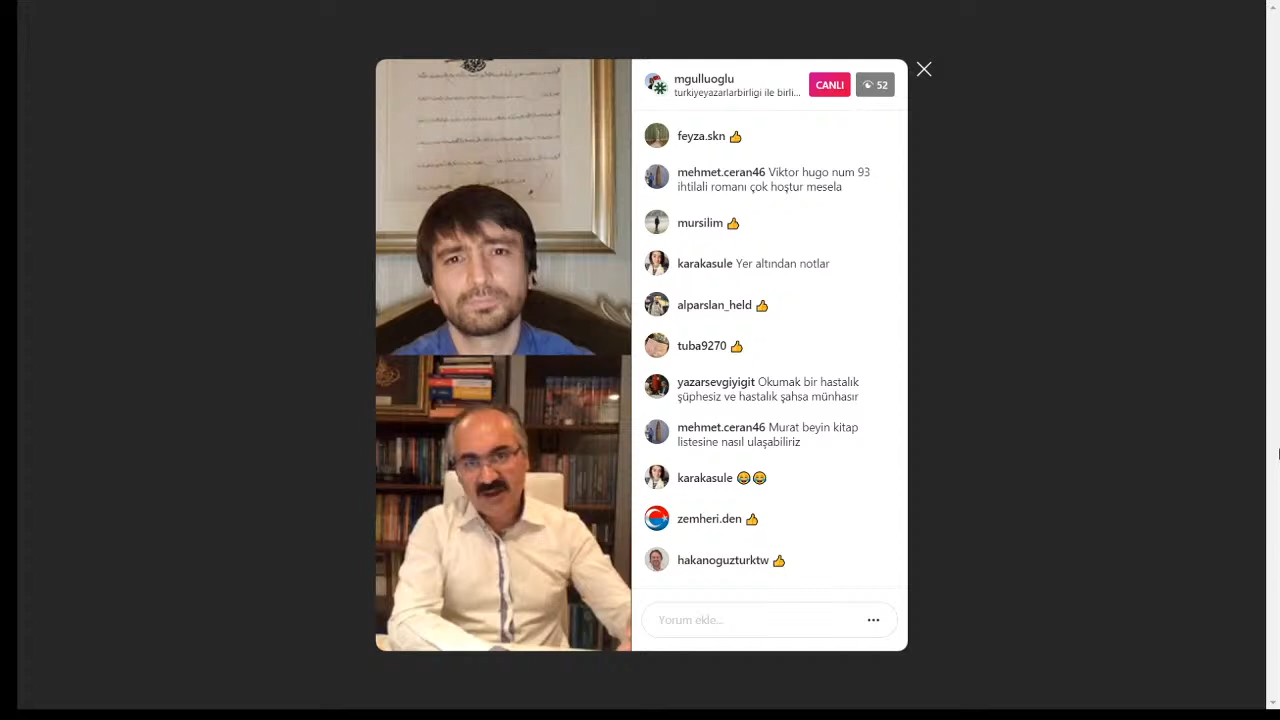 mgulluoglu
turkiyeyazarlarbirligi ile birli...
CANLI
52
feyza.skn 👍
mehmet.ceran46 Viktor hugo num 93
ihtilali romanı çok hoştur mesela
mursilim 👍
karakasule Yer altından notlar
alparslan_held 👍
tuba9270 👍
yazarsevgiyigit Okumak bir hastalık
şüphesiz ve hastalık şahsa münhasır
mehmet.ceran46 Murat beyin kitap
listesine nasıl ulaşabiliriz
karakasule 😂😂
zemheri.den 👍
hakanoguzturktw 👍
Yorum ekle...